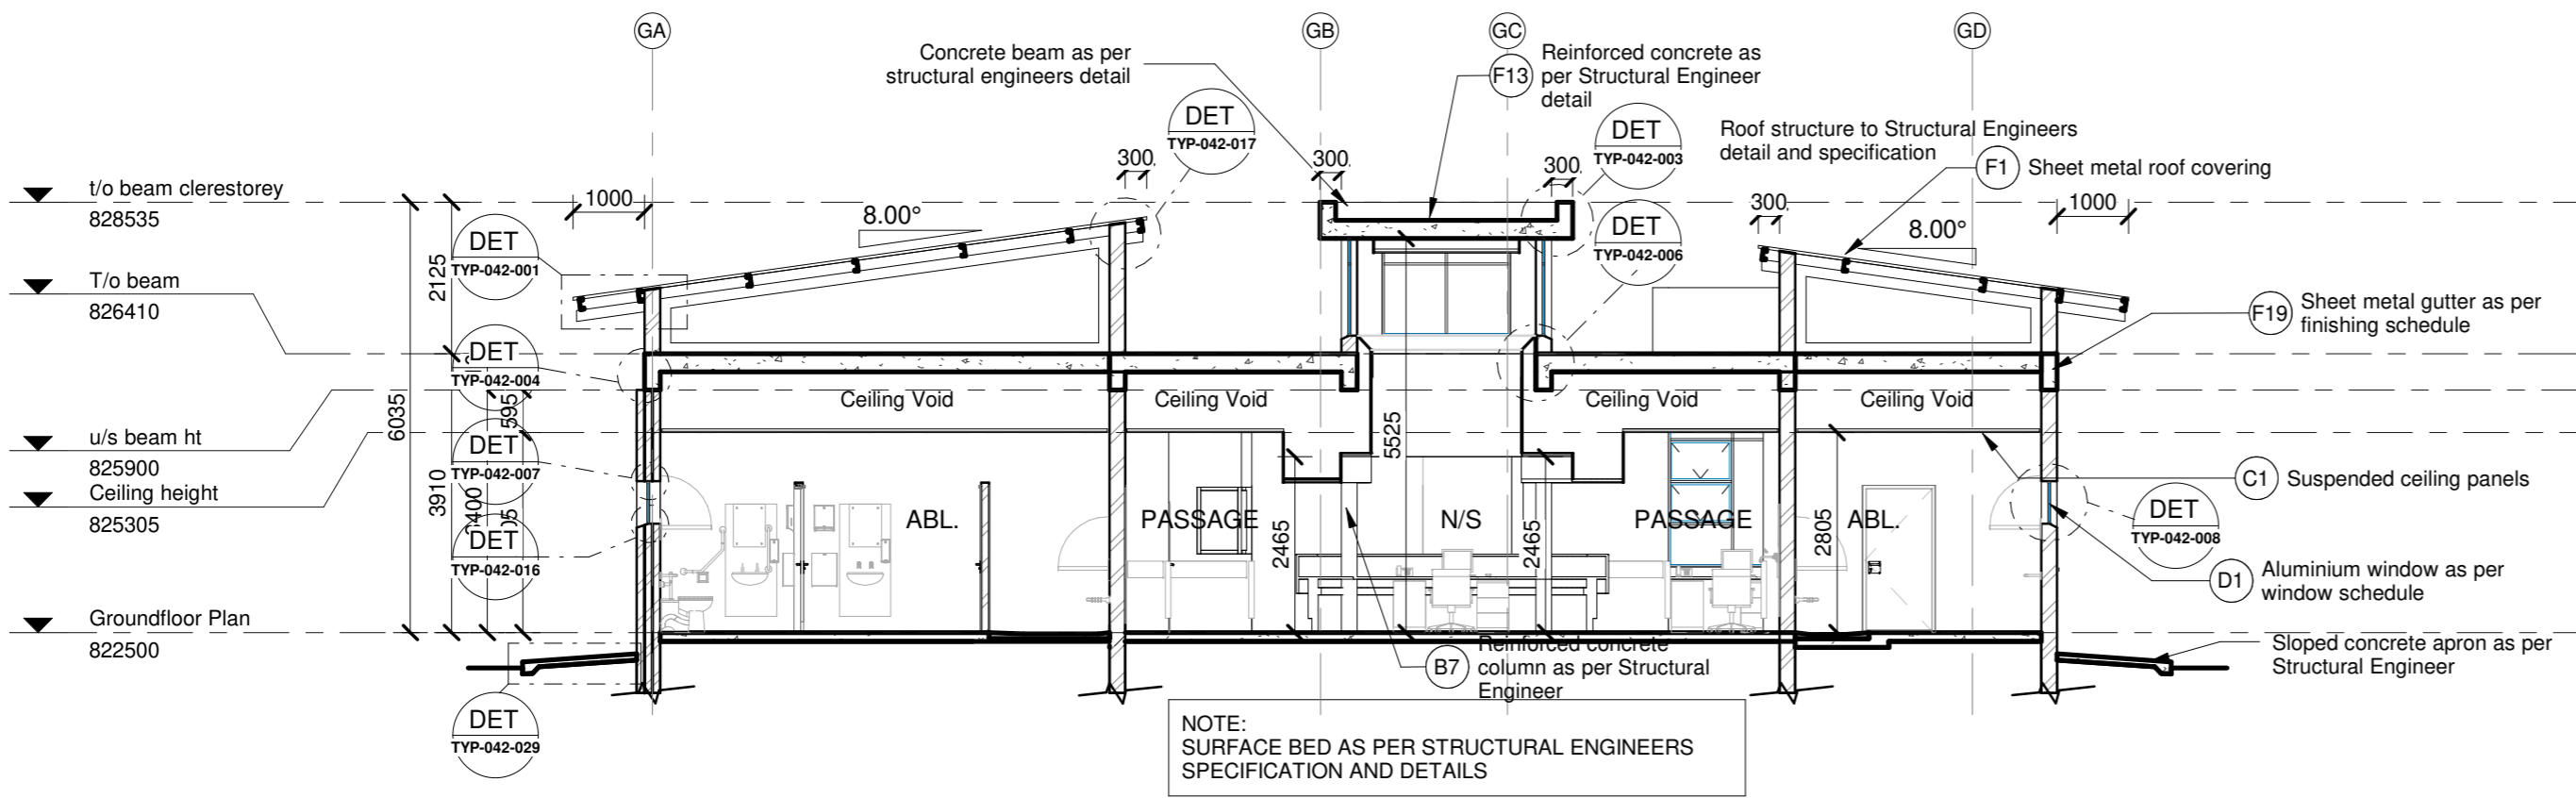 GA
GB
GC
GD
Concrete beam as per
structural engineers detail
F13
Reinforced concrete as
per Structural Engineer
detail
DET
TYP-042-017
DET
TYP-042-003
Roof structure to Structural Engineers
detail and specification
F1
Sheet metal roof covering
300
300
300
300
1000
1000
8.00°
8.00°
t/o beam clerestorey
828535
DET
TYP-042-001
DET
TYP-042-006
2125
T/o beam
826410
F19
Sheet metal gutter as per
finishing schedule
DET
TYP-042-004
6035
595
Ceiling Void
Ceiling Void
Ceiling Void
Ceiling Void
5525
u/s beam ht
825900
DET
TYP-042-007
Ceiling height
825305
C1
Suspended ceiling panels
3910
ABL.
PASSAGE
N/S
PASSAGE
ABL.
2465
2465
2805
DET
TYP-042-008
DET
TYP-042-016
D1
Aluminium window as per
window schedule
Groundfloor Plan
822500
B7
Reinforced concrete
column as per Structural
Engineer
Sloped concrete apron as per
Structural Engineer
DET
TYP-042-029
NOTE:
SURFACE BED AS PER STRUCTURAL ENGINEERS
SPECIFICATION AND DETAILS